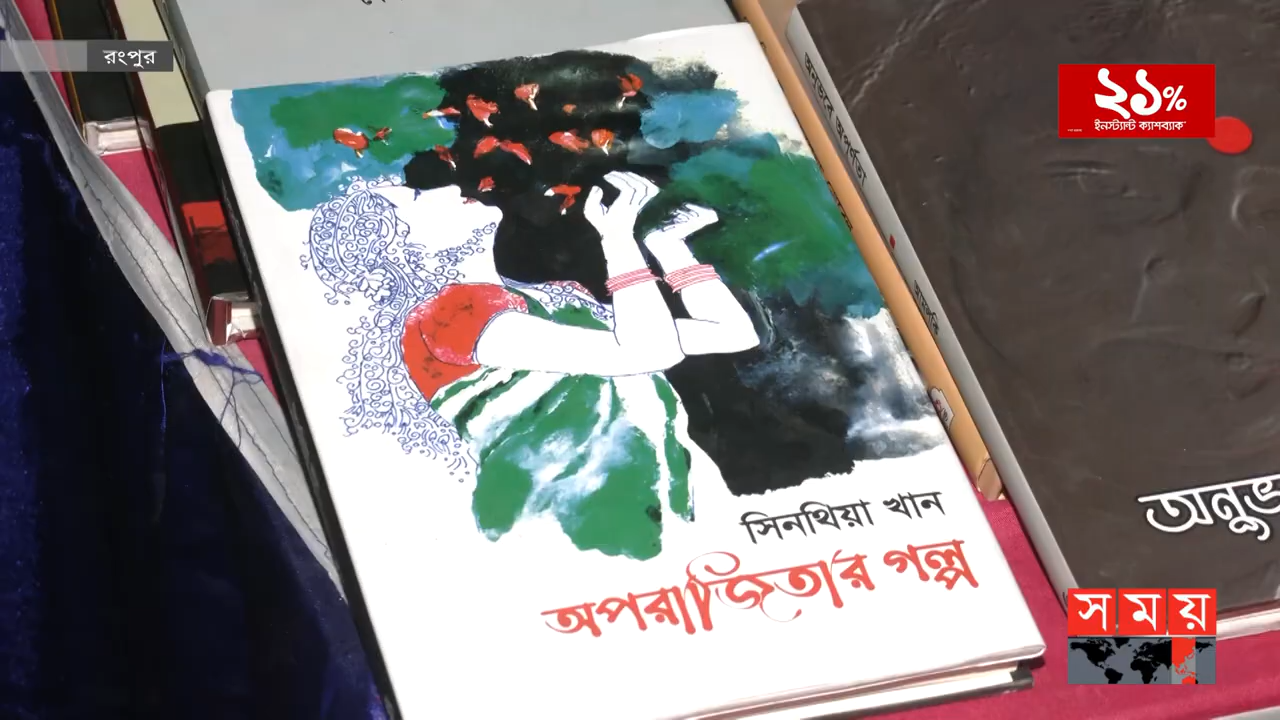 রংপুর
২১%
ইনস্ট্যান্ট ক্যাশব্যাক
সিনথিয়া খান
অপরাজিতার গল্প
সময়